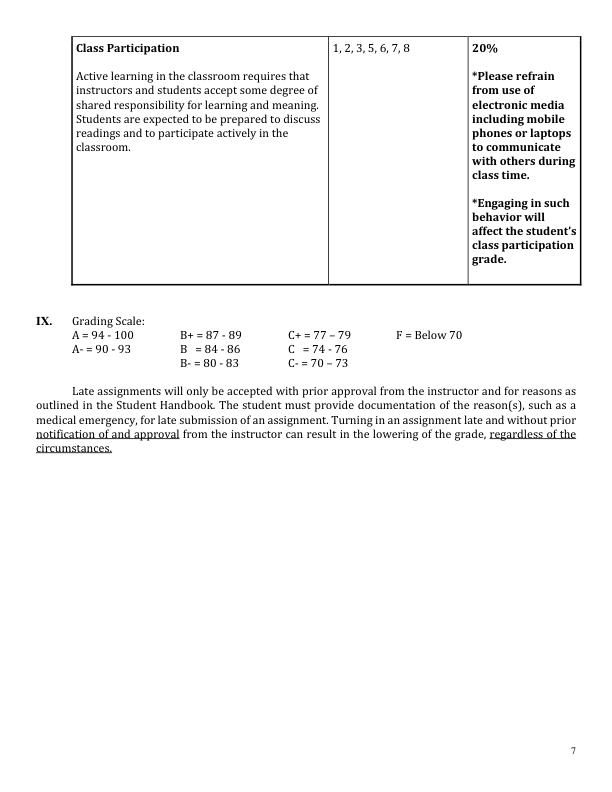 Class Participation
Active learning in the classroom requires that
instructors and students accept some degree of
shared responsibility for learning and meaning.
Students are expected to be prepared to discuss
readings and to participate actively in the
classroom.
1, 2, 3, 5, 6, 7, 8
20%
*Please refrain
from use of
electronic media
including mobile
phones or laptops
to communicate
with others during
class time.
*Engaging in such
behavior will
affect the student's
class participation
grade.
IX. Grading Scale:
A = 94 - 100 B+ = 87 - 89 C+ = 77 – 79 F = Below 70
A- = 90 - 93 B = 84 - 86 C = 74 - 76
B- = 80 - 83 C- = 70 – 73
Late assignments will only be accepted with prior approval from the instructor and for reasons as
outlined in the Student Handbook. The student must provide documentation of the reason(s), such as a
medical emergency, for late submission of an assignment. Turning in an assignment late and without prior
notification of and approval from the instructor can result in the lowering of the grade, regardless of the
circumstances.
7